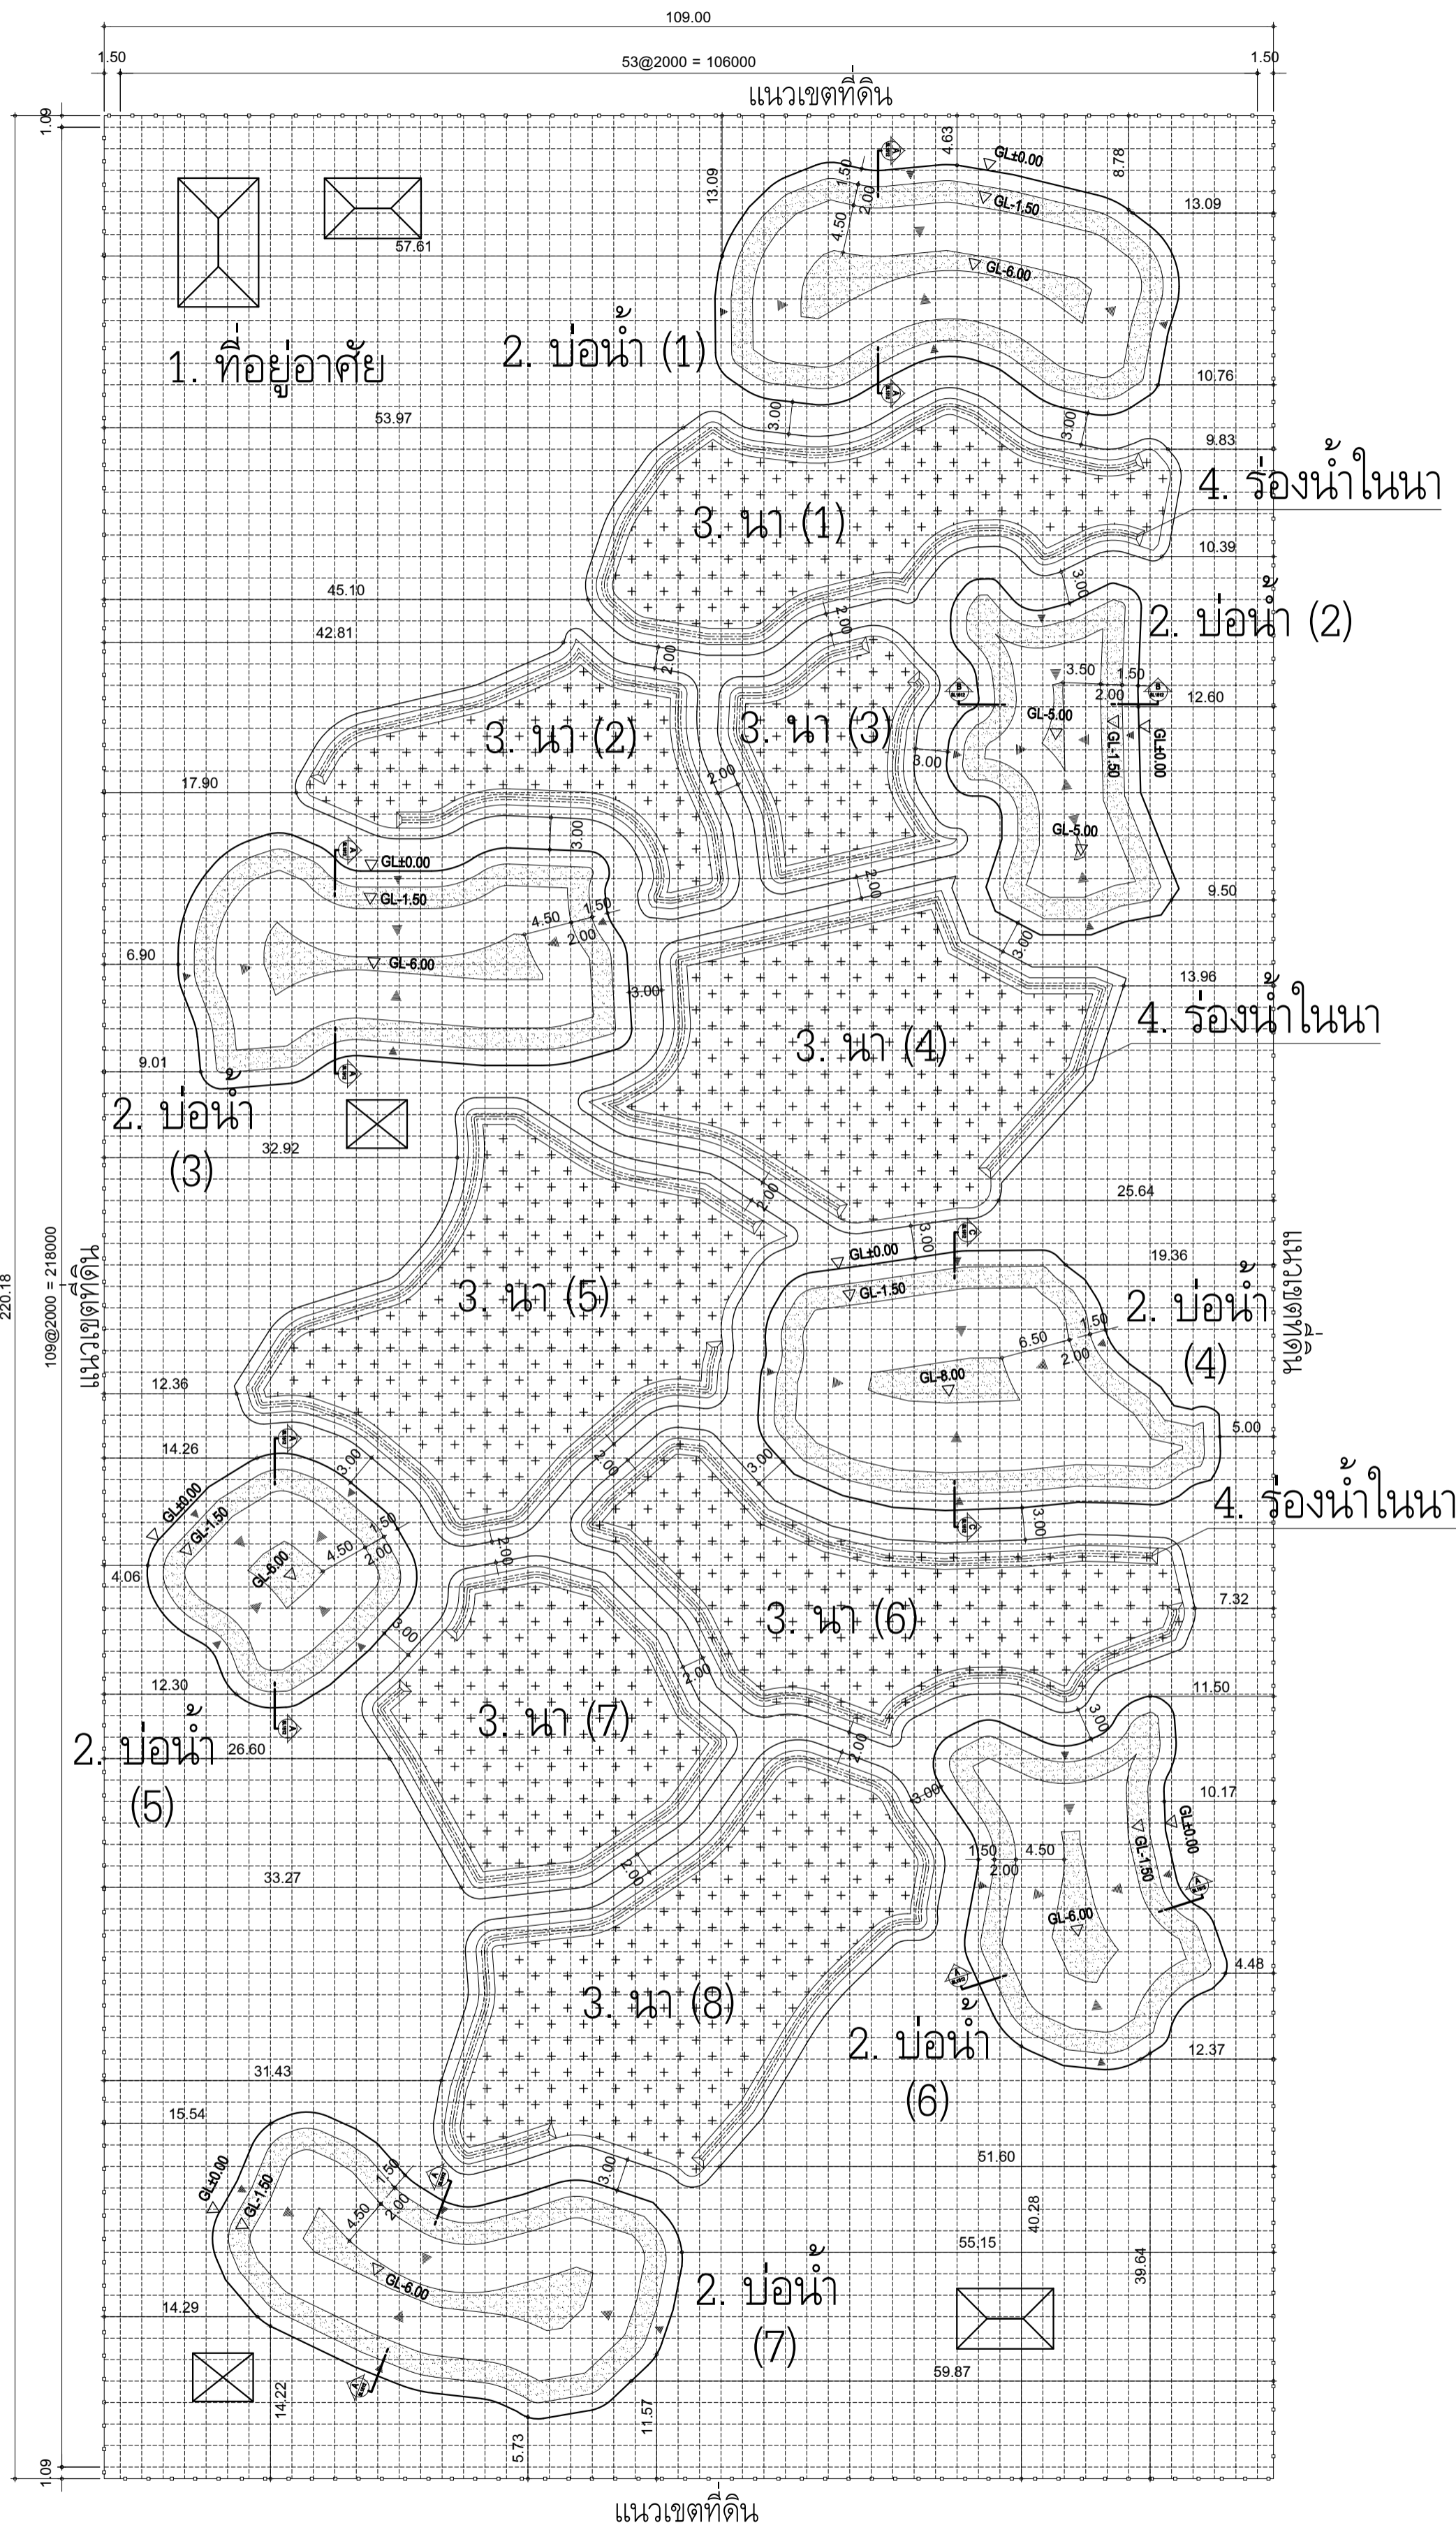 109.00
1.50
53@2000 = 106000
1.50
แนวเขตที่ดิน
1.09
4.63
GL±0.00
8.78
13.09
1.50
2.00
GL-1.50
13.09
4.50
57.61
GL-6.00
2. บ่อน้ำ (1)
1. ที่อยู่อาศัย
10.76
53.97
3.00
3.00
9.83
4. ร่องน้ำในนา
3. นา (1)
10.39
3.00
45.10
2.00
2. บ่อน้ำ (2)
42.81
2.00
3.50
1.50
2.00
12.60
GL-5.00
3. นา (2)
3. นา (3)
GL-1.50
GL±0.00
3.00
2.00
17.90
3.00
GL-5.00
GL±0.00
2.00
GL-1.50
9.50
4.50
1.50
2.00
3.00
6.90
GL-6.00
13.96
3.00
4. ร่องน้ำในนา
3. นา (4)
9.01
2. บ่อน้ำ
(3)
32.92
2.00
25.64
3.00
GL±0.00
19.36
220.18
109@2000 = 218000
แนวเขตที่ดิน
แนวเขตที่ดิน
GL-1.50
3. นา (5)
2. บ่อน้ำ
(4)
1.50
6.50
2.00
12.36
GL-8.00
5.00
14.26
3.00
2.00
3.00
GL±0.00
4. ร่องน้ำในนา
GL-1.50
1.50
3.00
2.00
4.50
2.00
GL-6.00
4.06
7.32
3. นา (6)
3.00
2.00
12.30
11.50
3. นา (7)
3.00
2. บ่อน้ำ
(5)
26.60
2.00
3.00
10.17
GL±0.00
1.50
4.50
2.00
GL-1.50
2.00
33.27
GL-6.00
4.48
3. นา (8)
2. บ่อน้ำ
(6)
12.37
31.43
15.54
51.60
3.00
GL±0.00
GL-1.50
1.50
2.00
4.50
40.28
55.15
39.64
GL-6.00
2. บ่อน้ำ
(7)
14.29
59.87
14.22
11.57
5.73
1.09
แนวเขตที่ดิน